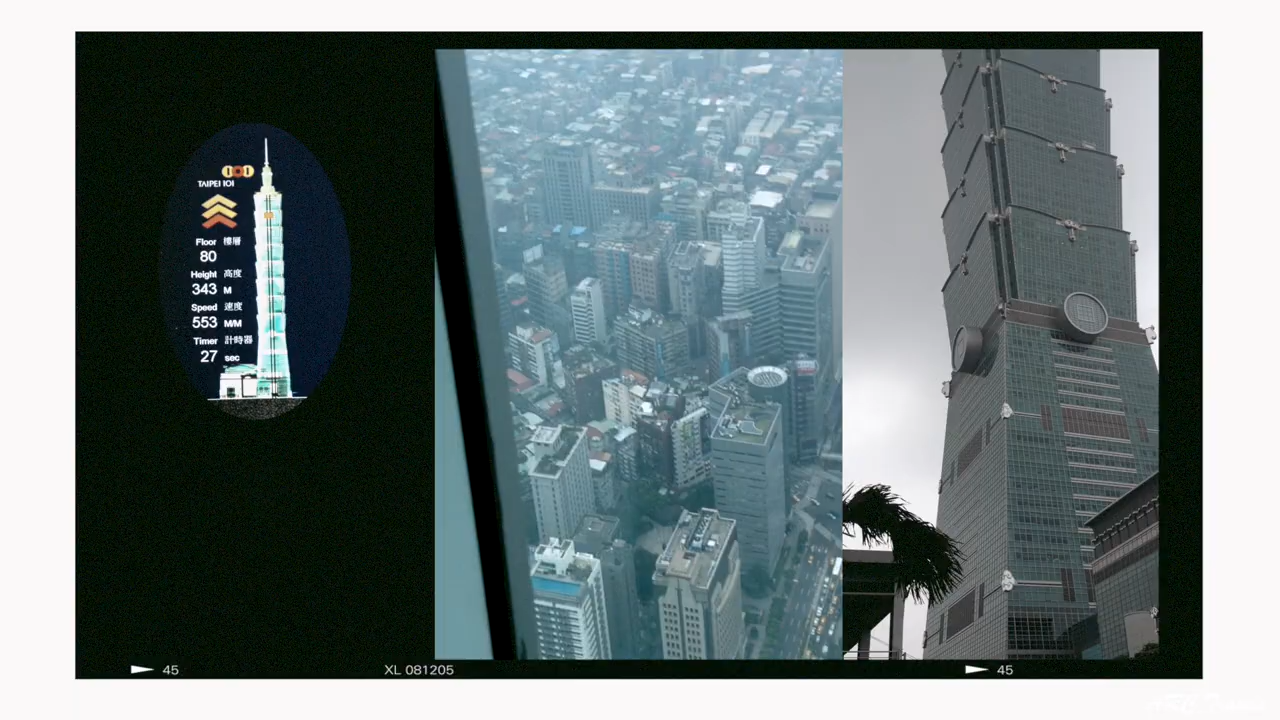 101
TAIPEI 101
Floor 樓層
80
Height 高度
343 M
Speed 速度
553 M/M
Timer 計時器
27 sec
45
XL 081205
45